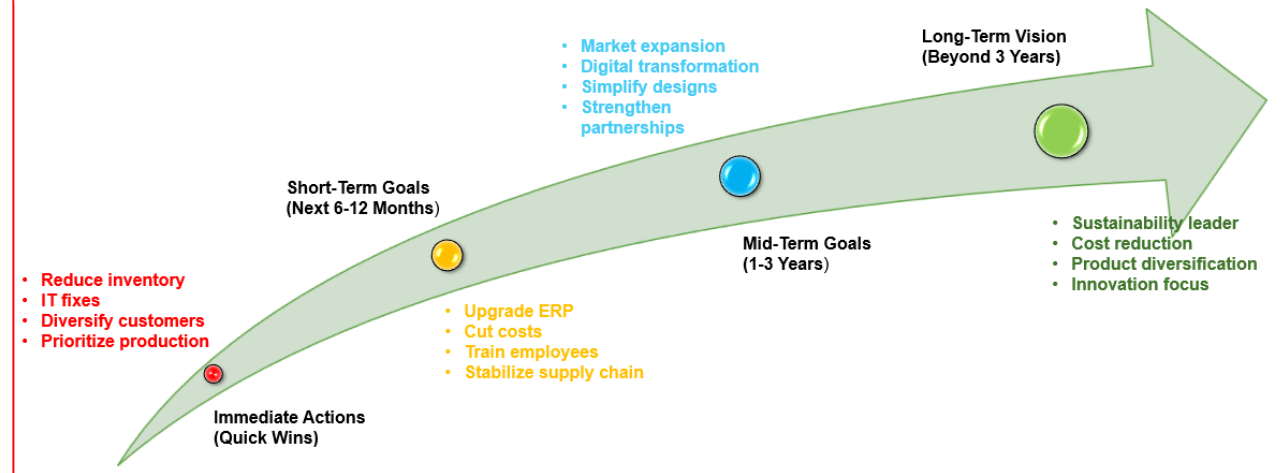 • Reduce inventory
• IT fixes
• Diversify customers
• Prioritize production
Immediate Actions
(Quick Wins)
Short-Term Goals
(Next 6-12 Months)
• Upgrade ERP
• Cut costs
• Train employees
• Stabilize supply chain
• Market expansion
• Digital transformation
• Simplify designs
• Strengthen
partnerships
Mid-Term Goals
(1-3 Years)
Long-Term Vision
(Beyond 3 Years)
• Sustainability leader
• Cost reduction
• Product diversification
• Innovation focus